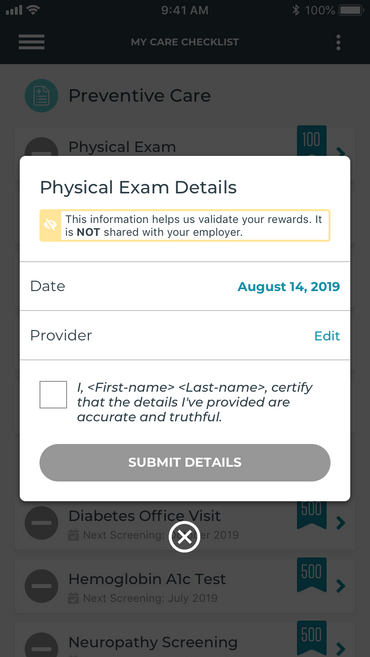 9:41 AM
100%
MY CARE CHECKLIST
Preventive Care
Physical Exam
100
Physical Exam Details
This information helps us validate your rewards. It
is NOT shared with your employer.
Date
August 14, 2019
Provider
Edit
I, <First-name> <Last-name>, certify
that the details I've provided are
accurate and truthful.
SUBMIT DETAILS
Diabetes Office Visit
500
Next Screening: er 2019
Hemoglobin A1c Test
500
Next Screening: July 2019
Neuropathy Screening
500